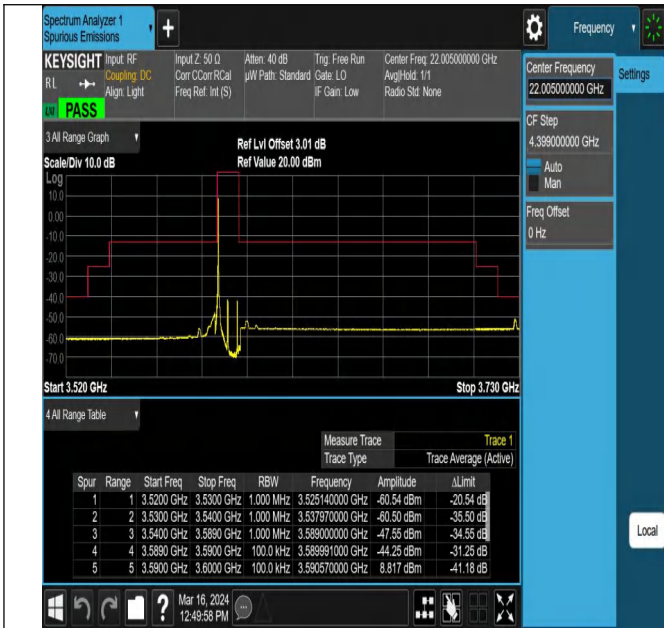 Spectrum Analyzer 1
Spurious Emissions
Frequency
KEYSIGHT Input: RF Input Z: 50 Ω Atten: 40 dB Trig: Free Run Center Freq: 22.005000000 GHz
RL Coupling: DC Corr CCorr RCal µW Path: Standard Gate: LO Avg|Hold: 1/1
Align: Light Freq Ref: Int (S) IF Gain: Low Radio Std: None
PASS
Center Frequency
22.005000000 GHz
Settings
CF Step
4.399000000 GHz
Auto
Man
Freq Offset
0 Hz
Local
3 All Range Graph
Ref Lvl Offset 3.01 dB
Scale/Div 10.0 dB Ref Value 20.00 dBm
Log
10.0
0.00
-10.0
-20.0
-30.0
-40.0
-50.0
-60.0
-70.0
Start 3.520 GHz Stop 3.730 GHz
4 All Range Table
Measure Trace Trace 1
Trace Type Trace Average (Active)
Spur Range Start Freq Stop Freq RBW Frequency Amplitude ΔLimit
1 1 3.5200 GHz 3.5300 GHz 1.000 MHz 3.525140000 GHz -60.54 dBm -20.54 dB
2 2 3.5300 GHz 3.5400 GHz 1.000 MHz 3.537970000 GHz -60.50 dBm -35.50 dB
3 3 3.5400 GHz 3.5890 GHz 1.000 MHz 3.589000000 GHz -47.55 dBm -34.55 dB
4 4 3.5890 GHz 3.5900 GHz 100.0 kHz 3.589991000 GHz -44.25 dBm -31.25 dB
5 5 3.5900 GHz 3.6000 GHz 100.0 kHz 3.590570000 GHz 8.817 dBm -41.18 dB
Mar 16, 2024
12:49:58 PM